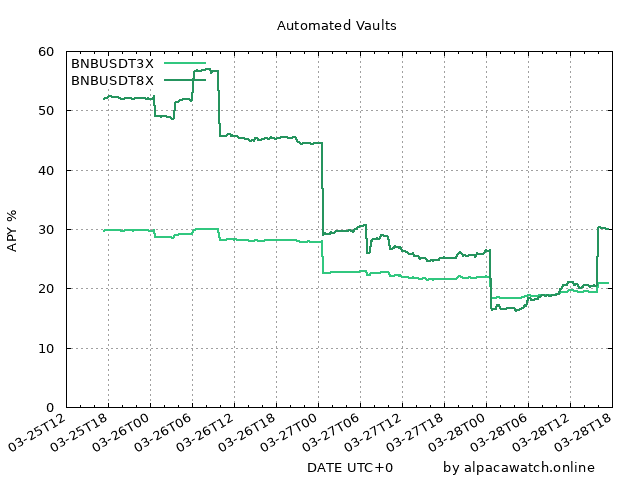 Automated Vaults
BNBUSDT3X
BNBUSDT8X
APY %
60
50
40
30
20
10
0
03-25T12
03-25T18
03-26T00
03-26T06
03-26T12
03-26T18
03-27T00
03-27T06
03-27T12
03-27T18
03-28T00
03-28T06
03-28T12
03-28T18
DATE UTC+0
by alpacawatch.online